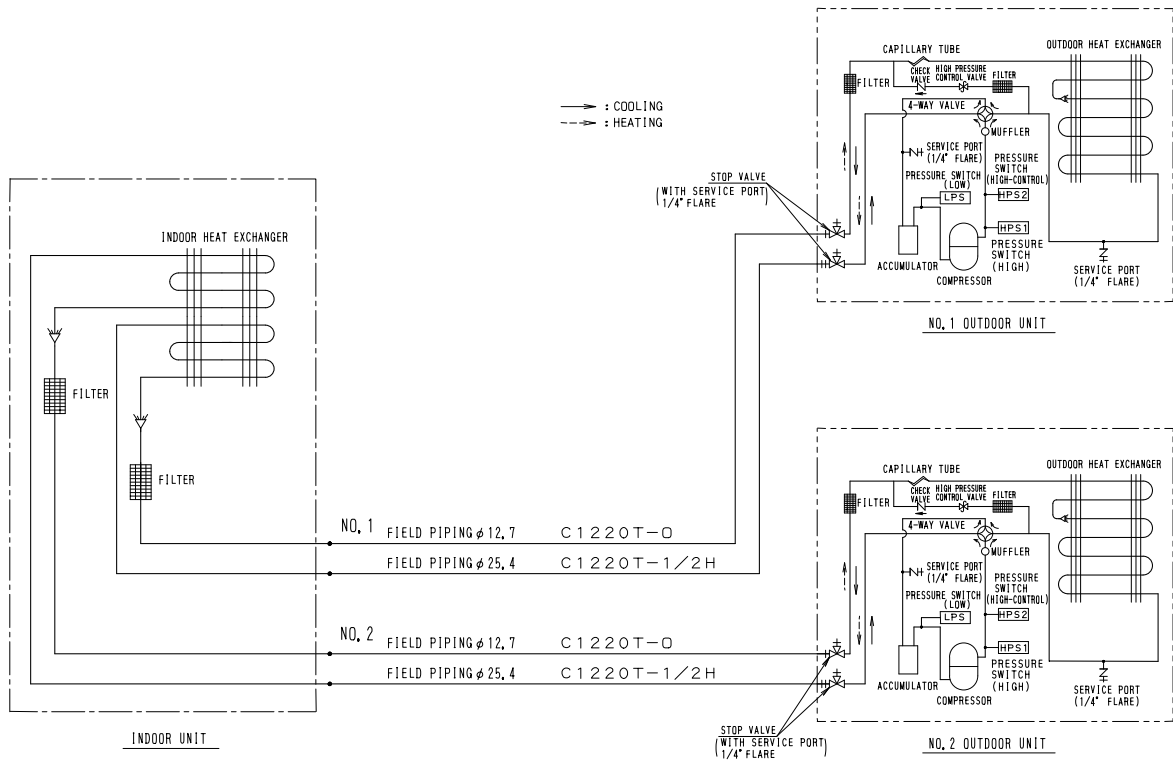 → : COOLING
⇢ : HEATING
INDOOR HEAT EXCHANGER
FILTER
FILTER
INDOOR UNIT
NO.1 FIELD PIPING φ12.7 C1220T-O
FIELD PIPING φ25.4 C1220T-1/2H
NO.2 FIELD PIPING φ12.7 C1220T-O
FIELD PIPING φ25.4 C1220T-1/2H
STOP VALVE
(WITH SERVICE PORT)
1/4" FLARE
CAPILLARY TUBE
OUTDOOR HEAT EXCHANGER
FILTER
CHECK
VALVE
HIGH PRESSURE
CONTROL VALVE
FILTER
4-WAY VALVE
MUFFLER
SERVICE PORT
(1/4" FLARE)
PRESSURE SWITCH
(LOW)
LPS
PRESSURE
SWITCH
(HIGH-CONTROL)
HPS2
HPS1
PRESSURE
SWITCH
(HIGH)
ACCUMULATOR
COMPRESSOR
SERVICE PORT
(1/4" FLARE)
NO.1 OUTDOOR UNIT
CAPILLARY TUBE
OUTDOOR HEAT EXCHANGER
FILTER
CHECK
VALVE
HIGH PRESSURE
CONTROL VALVE
FILTER
4-WAY VALVE
MUFFLER
SERVICE PORT
(1/4" FLARE)
PRESSURE SWITCH
(LOW)
LPS
PRESSURE
SWITCH
(HIGH-CONTROL)
HPS2
HPS1
PRESSURE
SWITCH
(HIGH)
ACCUMULATOR
COMPRESSOR
SERVICE PORT
(1/4" FLARE)
STOP VALVE
(WITH SERVICE PORT)
1/4" FLARE
NO.2 OUTDOOR UNIT